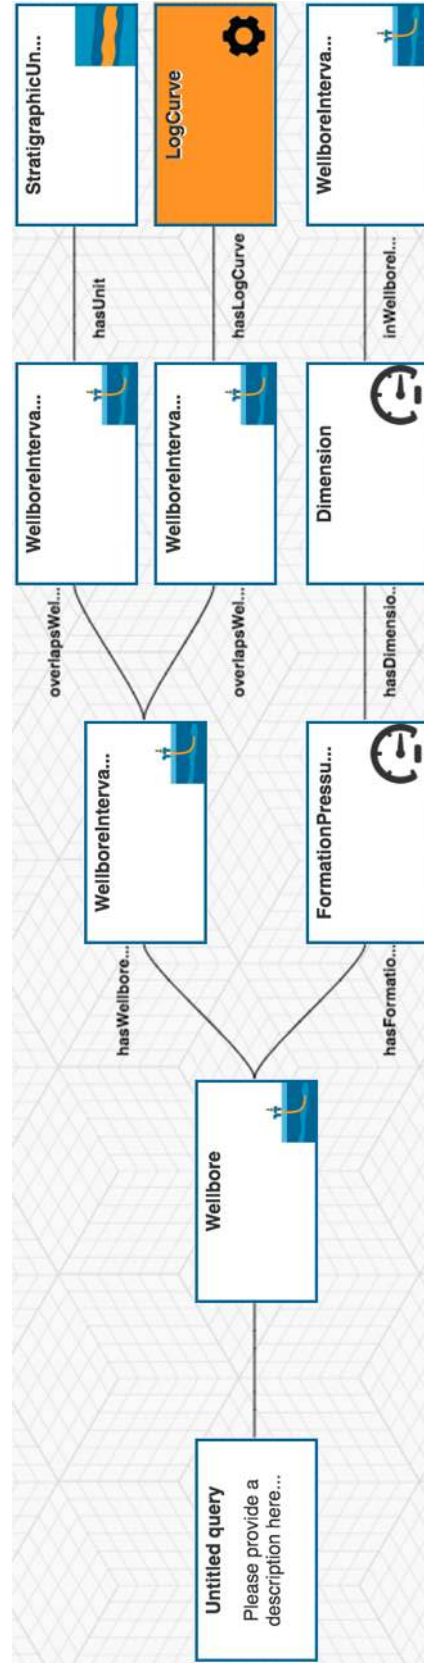 Untitled query
Please provide a
description here...
Wellbore
hasWellbore...
WellboreInterva...
overlapsWel...
WellboreInterva...
hasUnit
StratigraphicUn...
overlapsWel...
WellboreInterva...
hasLogCurve
LogCurve
hasFormatio...
FormationPressu...
hasDimensio...
Dimension
inWellboreI...
WellboreInterva...